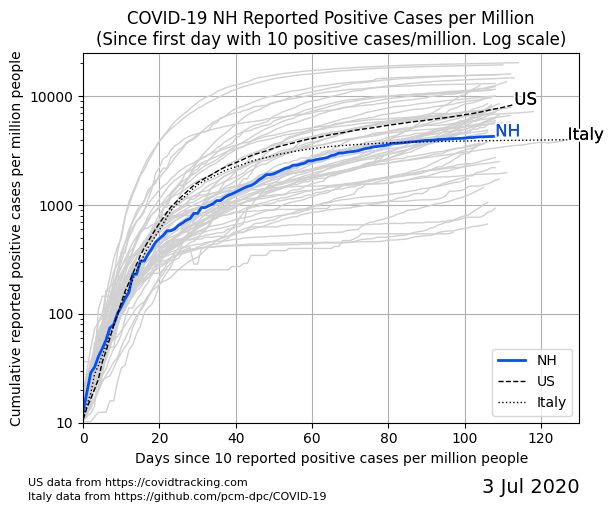 COVID-19 NH Reported Positive Cases per Million
(Since first day with 10 positive cases/million. Log scale)
Cumulative reported positive cases per million people
10000
1000
100
10
US
NH
Italy
NH
US
Italy
0
20
40
60
80
100
120
Days since 10 reported positive cases per million people
US data from https://covidtracking.com
Italy data from https://github.com/pcm-dpc/COVID-19
3 Jul 2020